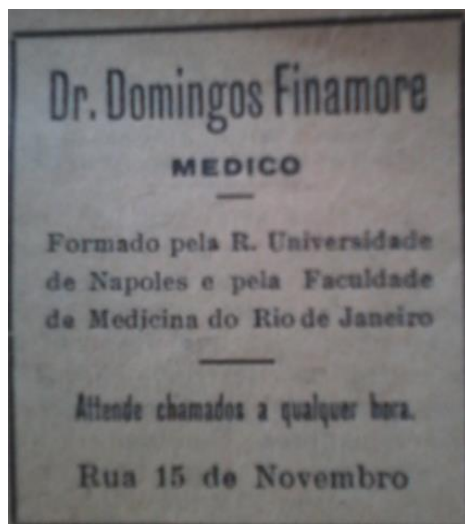 Dr. Domingos Finamore
MEDICO
Formado pela R. Universidade
de Napoles e pela Faculdade
de Medicina do Rio de Janeiro
Attende chamados a qualquer hora.
Rua 15 de Novembro